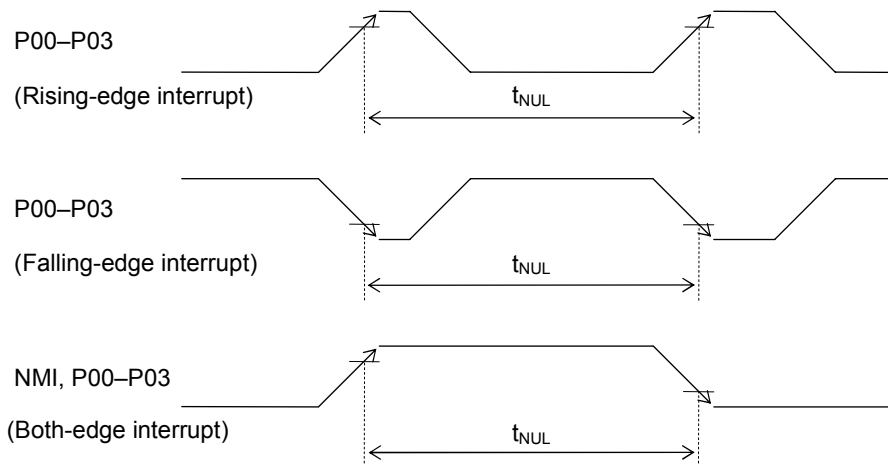 P00–P03
(Rising-edge interrupt)
tNUL
P00–P03
(Falling-edge interrupt)
tNUL
NMI, P00–P03
(Both-edge interrupt)
tNUL